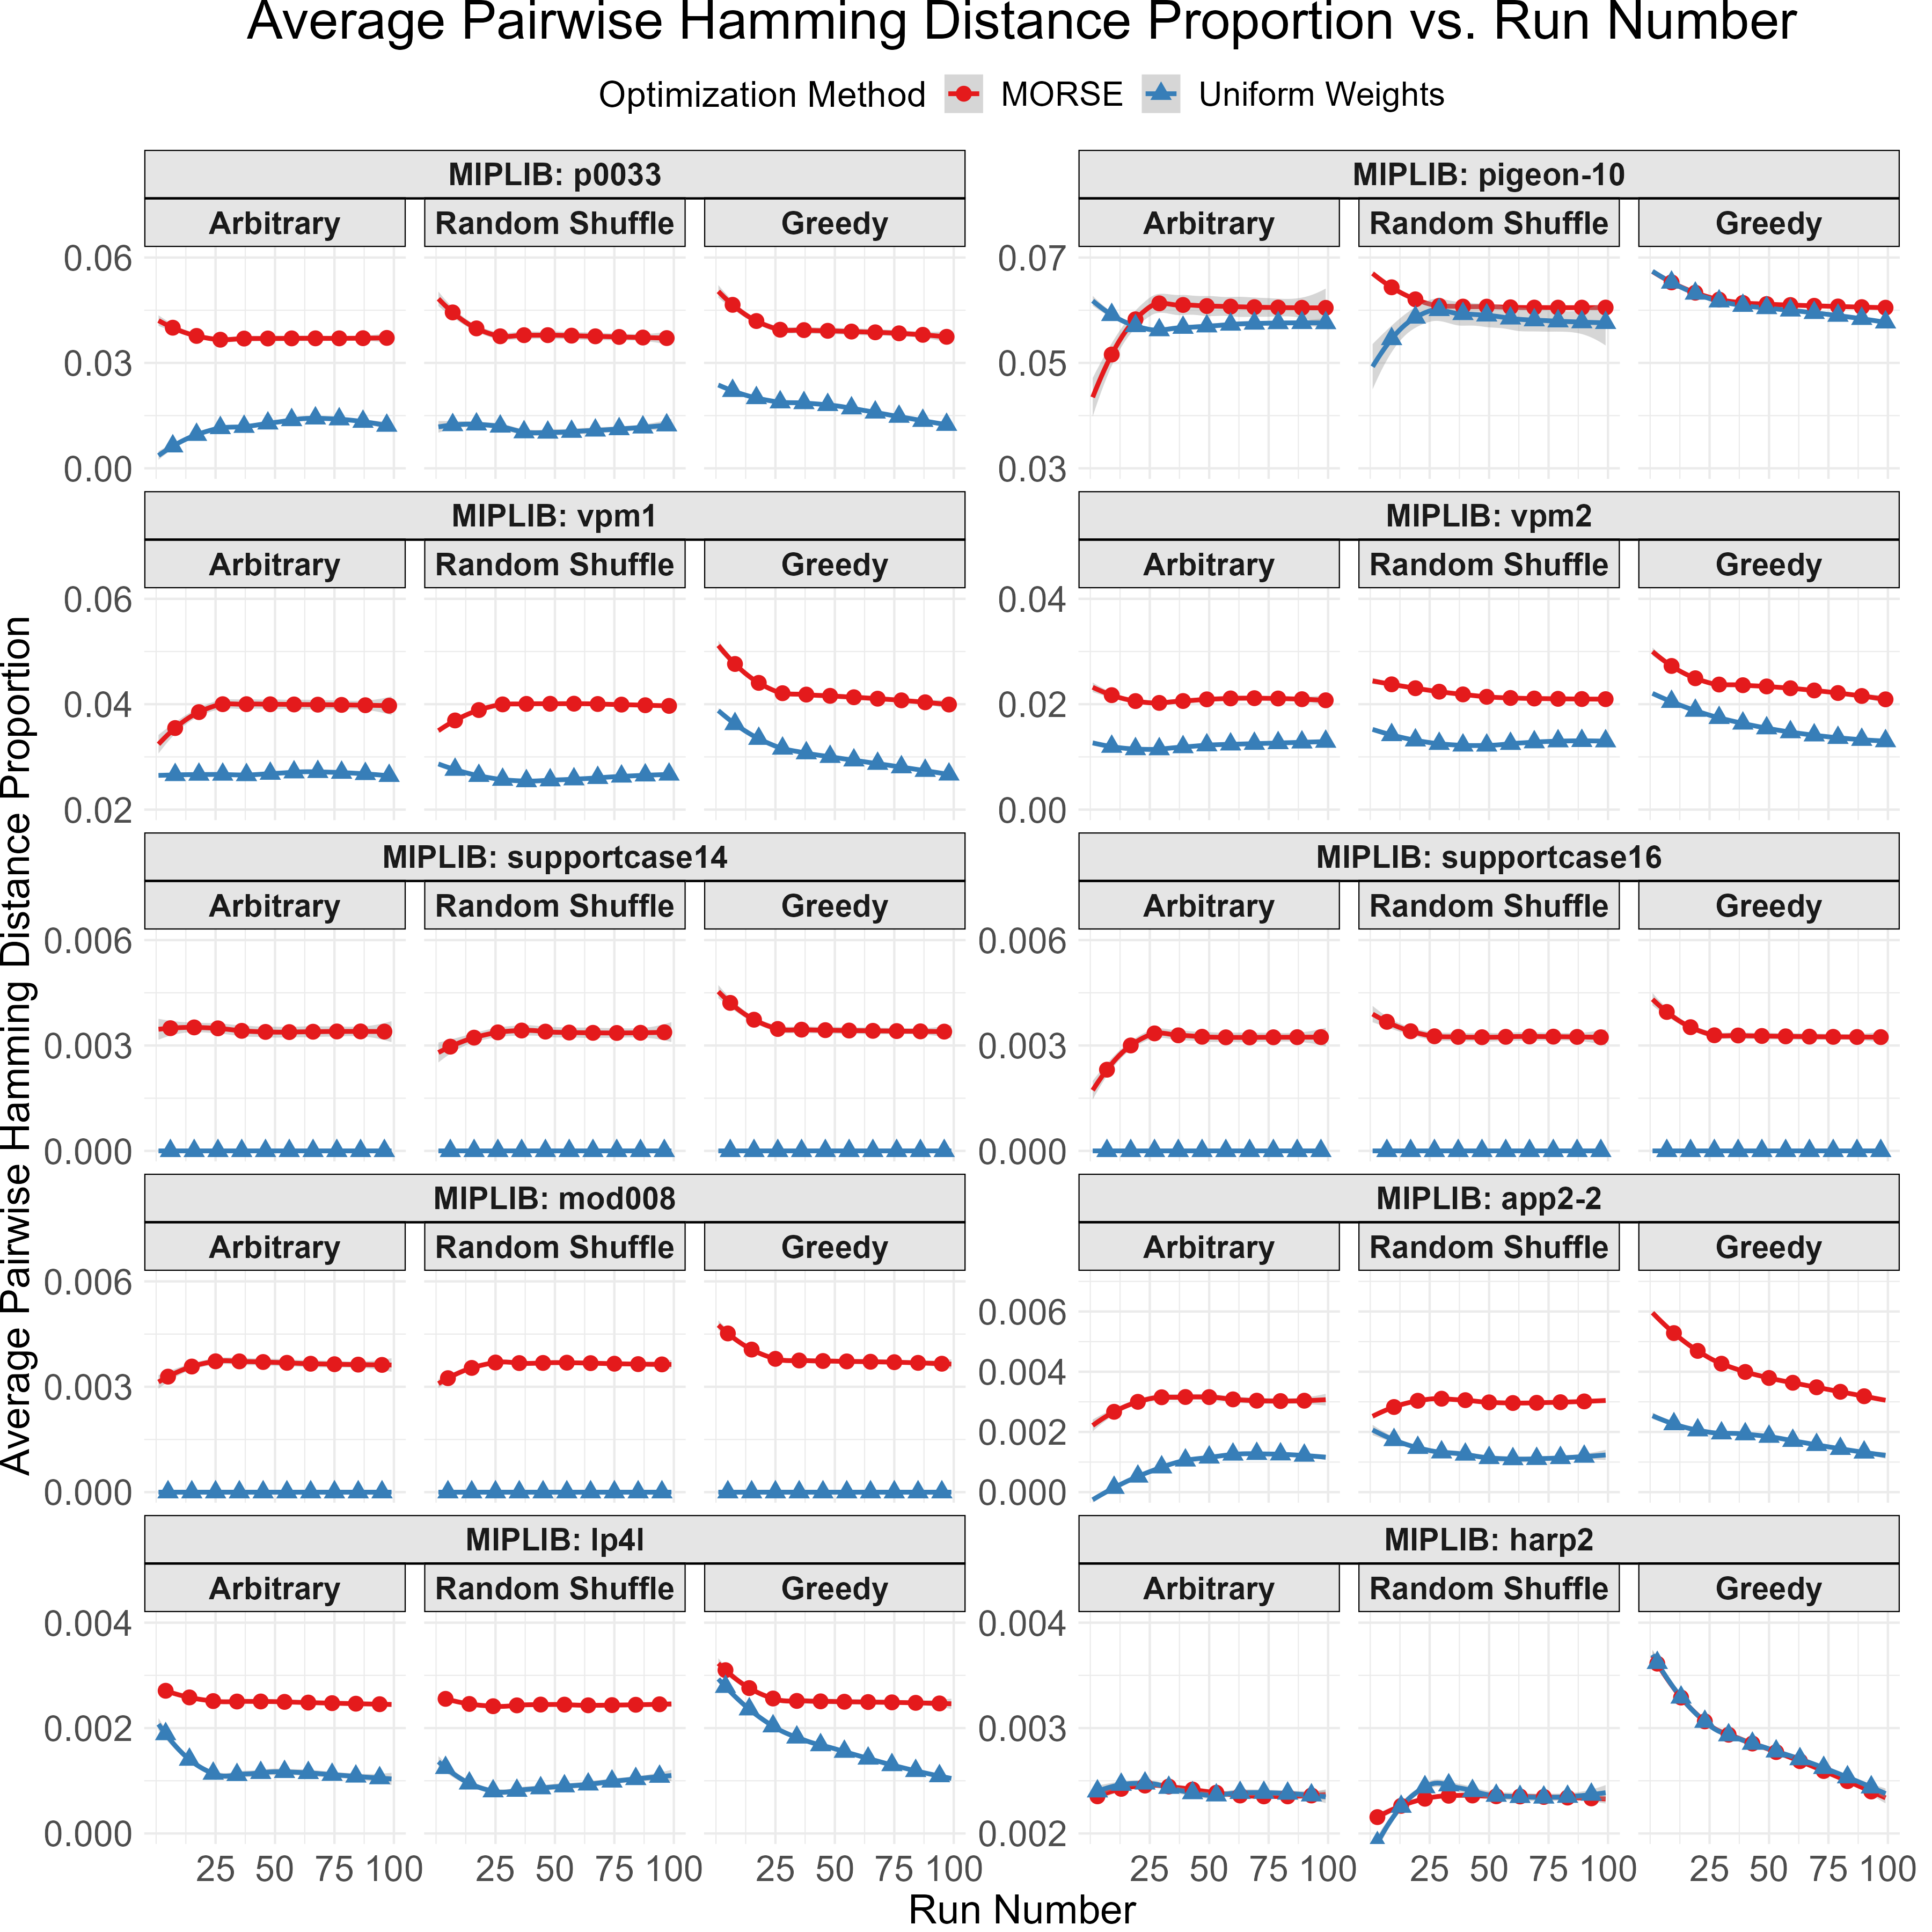 Average Pairwise Hamming Distance Proportion vs. Run Number
Optimization Method MORSE Uniform Weights
MIPLIB: p0033 MIPLIB: pigeon-10
Arbitrary Random Shuffle Greedy Arbitrary Random Shuffle Greedy
0.06 0.07
0.03 0.05
0.00 0.03
MIPLIB: vpm1 MIPLIB: vpm2
Arbitrary Random Shuffle Greedy Arbitrary Random Shuffle Greedy
0.06 0.04
0.04 0.02
0.02 0.00
Average Pairwise Hamming Distance Proportion
MIPLIB: supportcase14 MIPLIB: supportcase16
Arbitrary Random Shuffle Greedy Arbitrary Random Shuffle Greedy
0.006 0.006
0.003 0.003
0.000 0.000
MIPLIB: mod008 MIPLIB: app2-2
Arbitrary Random Shuffle Greedy Arbitrary Random Shuffle Greedy
0.006 0.006
0.004
0.003 0.002
0.000 0.000
MIPLIB: lp4l MIPLIB: harp2
Arbitrary Random Shuffle Greedy Arbitrary Random Shuffle Greedy
0.004 0.004
0.002 0.003
0.000 0.002
25 50 75 100 25 50 75 100 25 50 75 100 25 50 75 100 25 50 75 100 25 50 75 100
Run Number